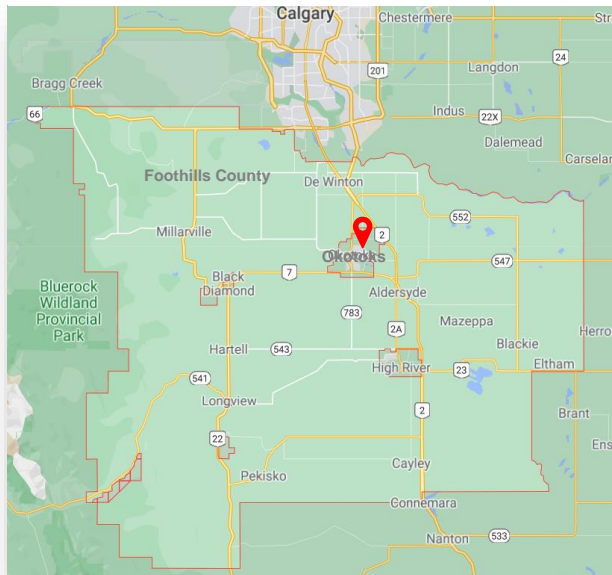 Calgary
Chestermere
Str
24
201
Langdon
Bragg Creek
66
Indus
22X
Dalemead
Carselan
Foothills County
De Winton
552
Millarville
2
Okotoks
547
7
Black
Diamond
Bluerock
Wildland
Provincial
Park
Aldersyde
783
Mazeppa
2A
Blackie
Herro
Hartell
543
High River
23
Eltham
541
Longview
2
Brant
22
Ens
Cayley
Pekisko
Connemara
533
Nanton